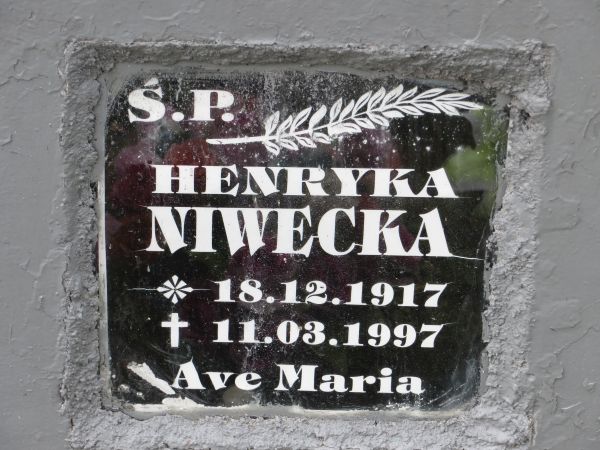 Ś.P.
HENRYKA
NIWECKA
* 18.12.1917
† 11.03.1997
Ave Maria